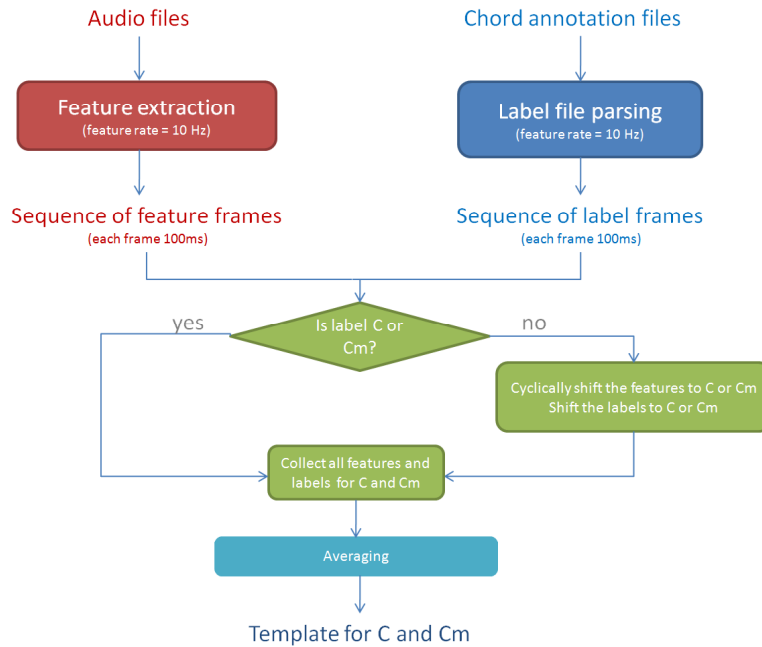 Audio files
Chord annotation files
Feature extraction
(feature rate = 10 Hz)
Label file parsing
(feature rate = 10 Hz)
Sequence of feature frames
(each frame 100ms)
Sequence of label frames
(each frame 100ms)
yes
Is label C or
Cm?
no
Cyclically shift the features to C or Cm
Shift the labels to C or Cm
Collect all features and
labels for C and Cm
Averaging
Template for C and Cm